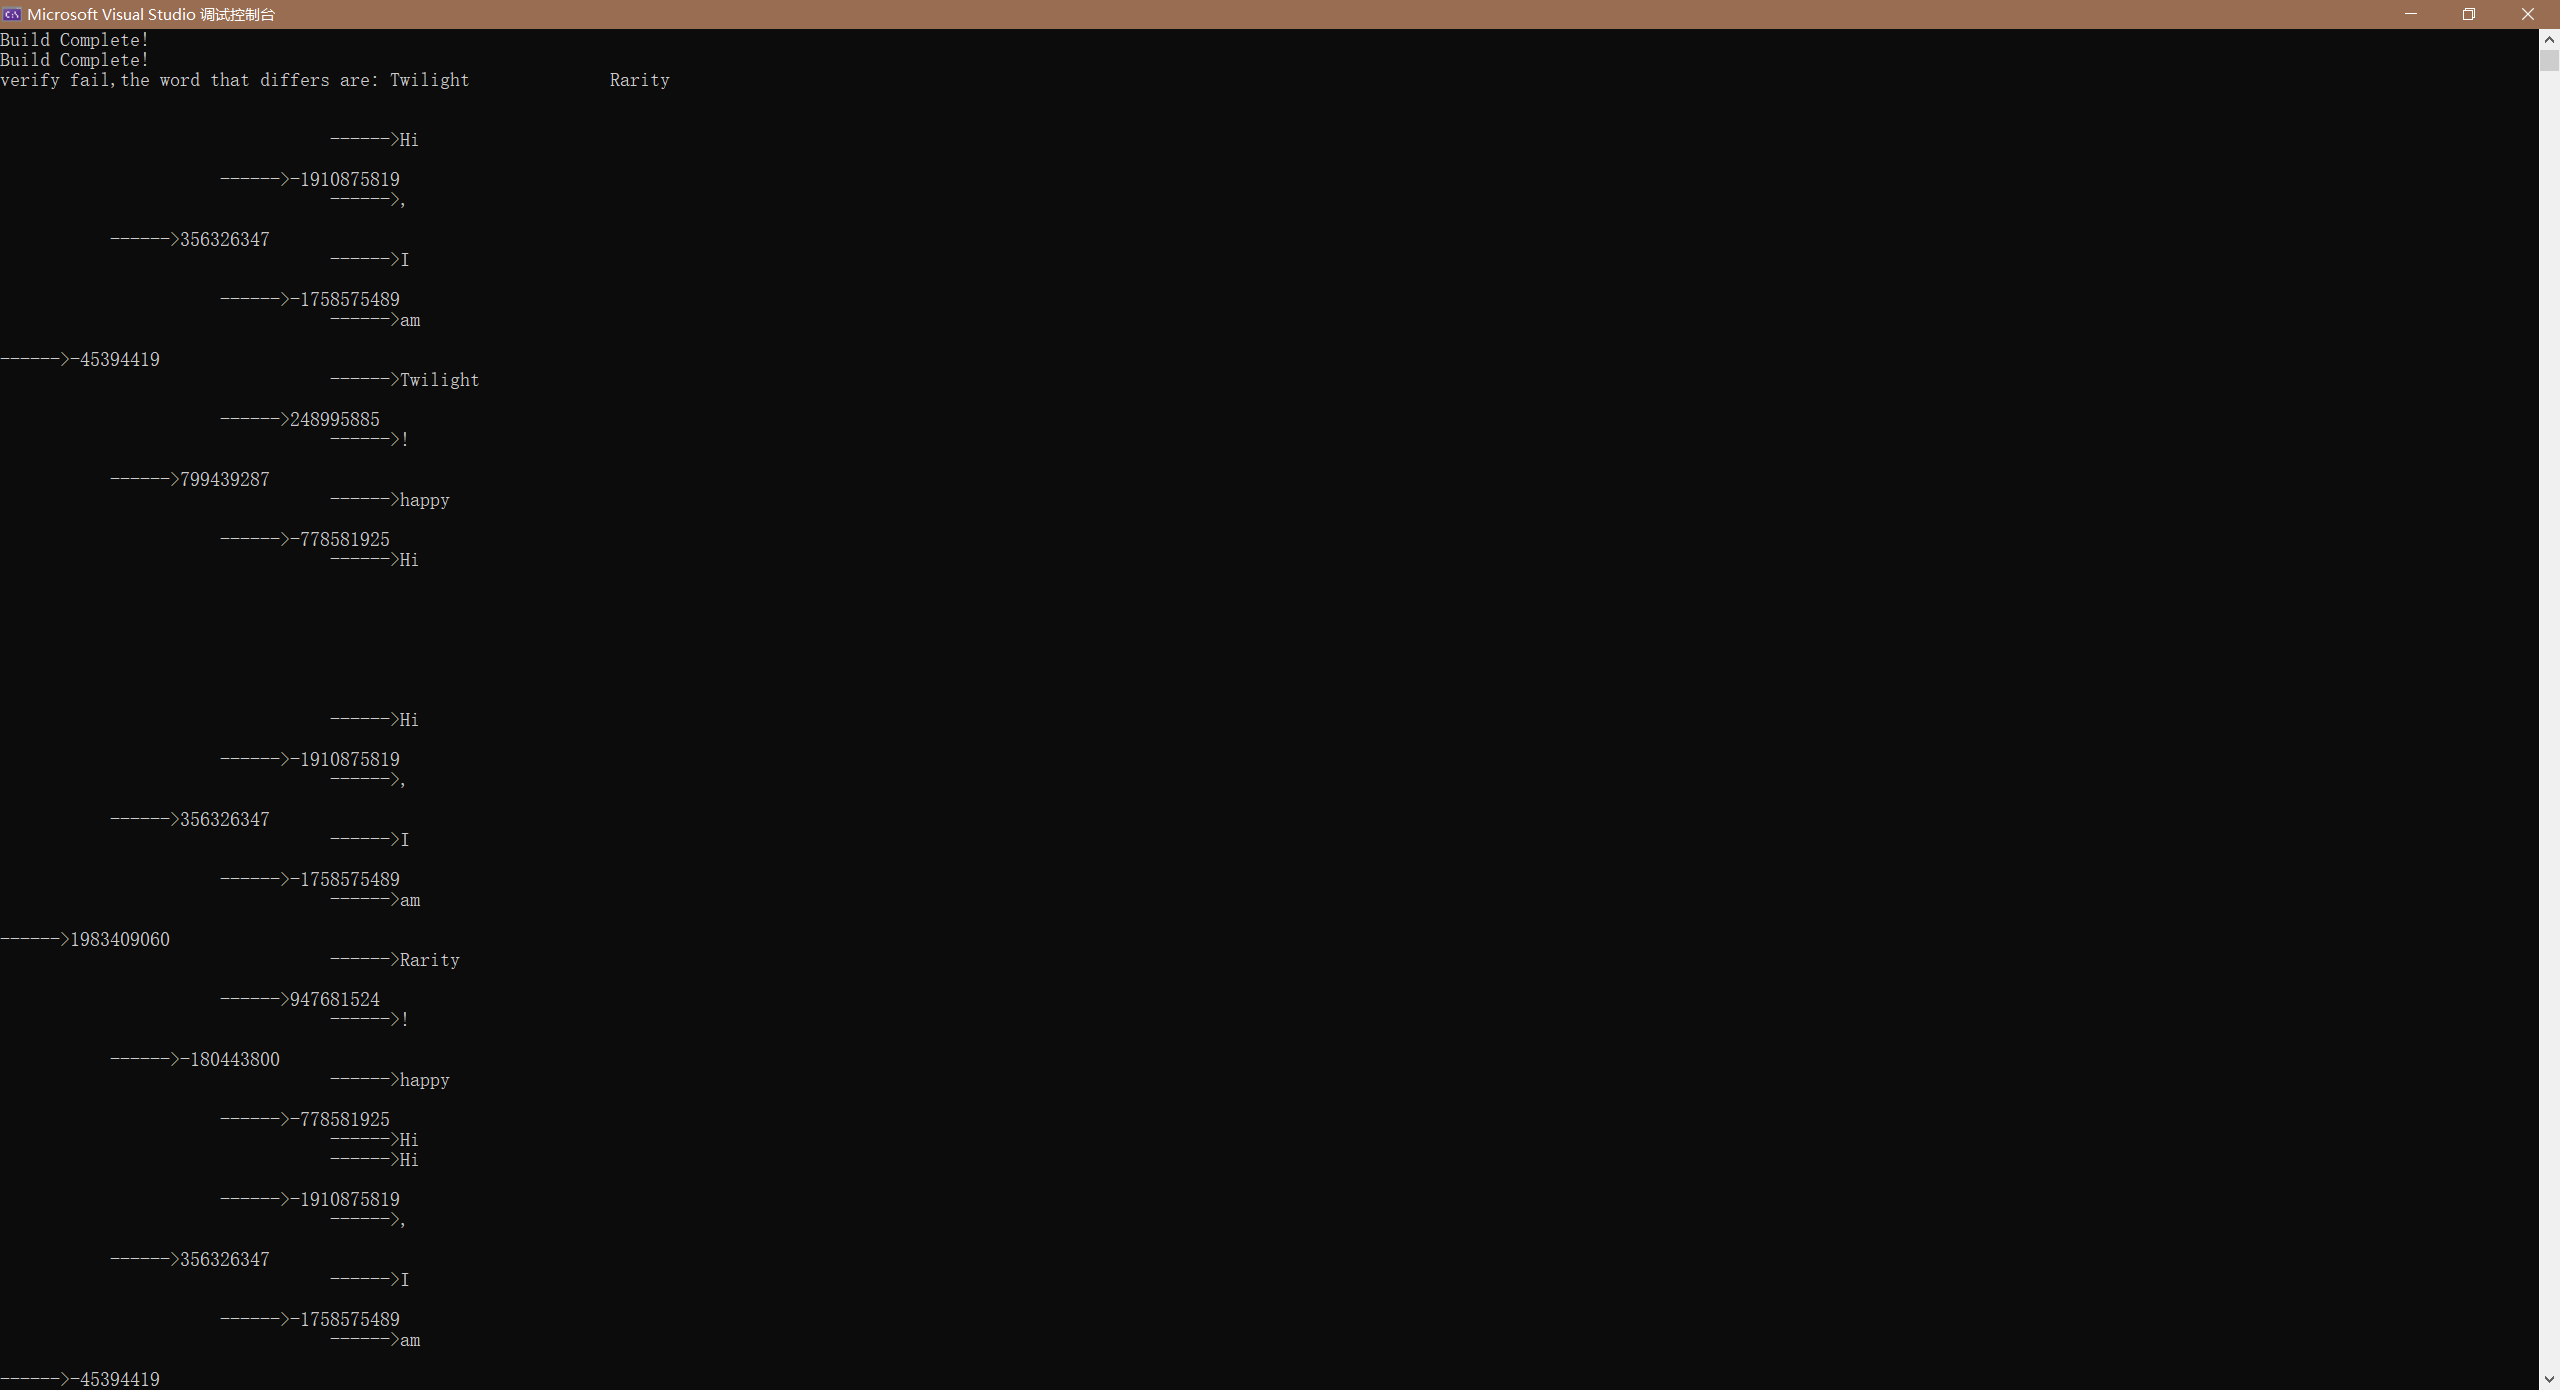 Microsoft Visual Studio 调试控制台
Build Complete!
Build Complete!
verify fail,the word that differs are: Twilight Rarity
------>Hi
------>-1910875819
------>,
------>356326347
------>I
------>-1758575489
------>am
------>-45394419
------>Twilight
------>248995885
------>!
------>799439287
------>happy
------>-778581925
------>Hi
------>Hi
------>-1910875819
------>,
------>356326347
------>I
------>-1758575489
------>am
------>1983409060
------>Rarity
------>947681524
------>!
------>-180443800
------>happy
------>-778581925
------>Hi
------>Hi
------>-1910875819
------>,
------>356326347
------>I
------>-1758575489
------>am
------>-45394419